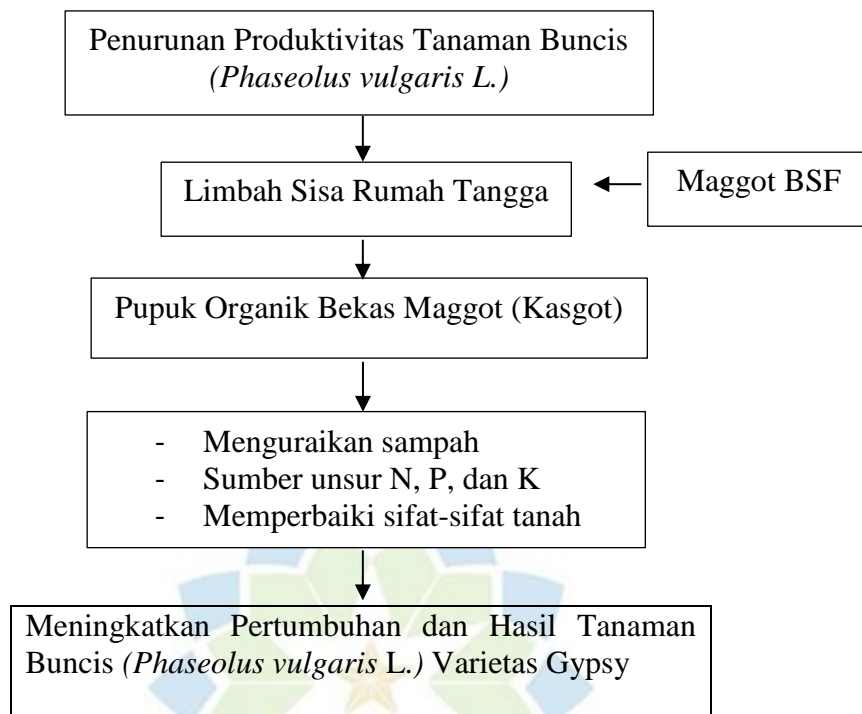 Penurunan Produktivitas Tanaman Buncis
(Phaseolus vulgaris L.)
Limbah Sisa Rumah Tangga
Maggot BSF
Pupuk Organik Bekas Maggot (Kasgot)
- Menguraikan sampah
- Sumber unsur N, P, dan K
- Memperbaiki sifat-sifat tanah
Meningkatkan Pertumbuhan dan Hasil Tanaman
Buncis (Phaseolus vulgaris L.) Varietas Gypsy